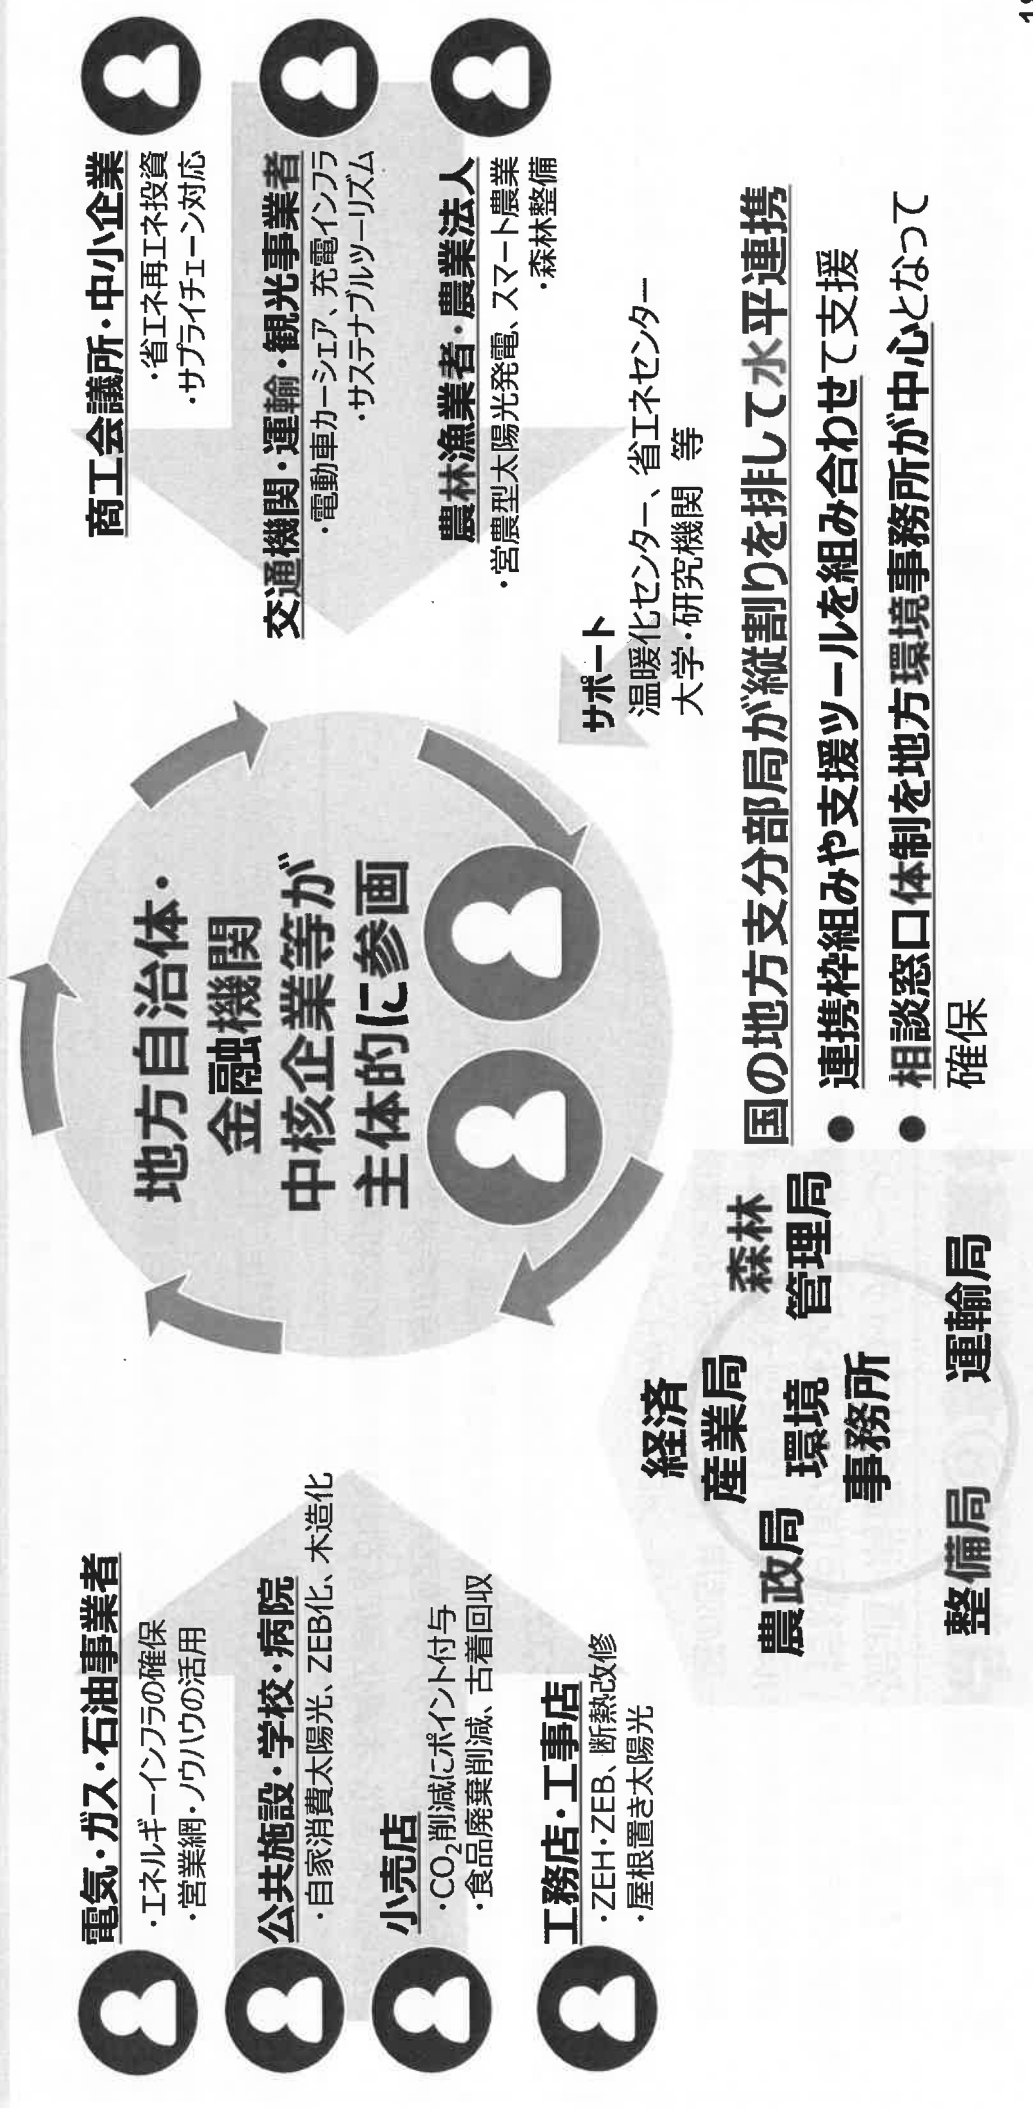 電気・ガス・石油事業者
・エネルギーインフラの確保
・営業網・ノウハウの活用
公共施設・学校・病院
・自家消費太陽光、ZEB化、木造化
小売店
・CO₂削減にポイント付与
・食品廃棄削減、古着回収
工務店・工事店
・ZEH・ZEB、断熱改修
・屋根置き太陽光
地方自治体・
金融機関
中核企業等が
主体的に参画
商工会議所・中小企業
・省エネ再エネ投資
・サプライチェーン対応
交通機関・運輸・観光事業者
・電動車カーシェア、充電インフラ
・サステナブルツーリズム
農林漁業者・農業法人
・営農型太陽光発電、スマート農業
・森林整備
サポート
温暖化センター、省エネセンター
大学・研究機関 等
経済
産業局
森林
管理局
農政局
環境
事務所
整備局
運輸局
国の地方支分部局が縦割りを排して水平連携
● 連携枠組みや支援ツールを組み合わせて支援
● 相談窓口体制を地方環境事務所が中心となって
確保